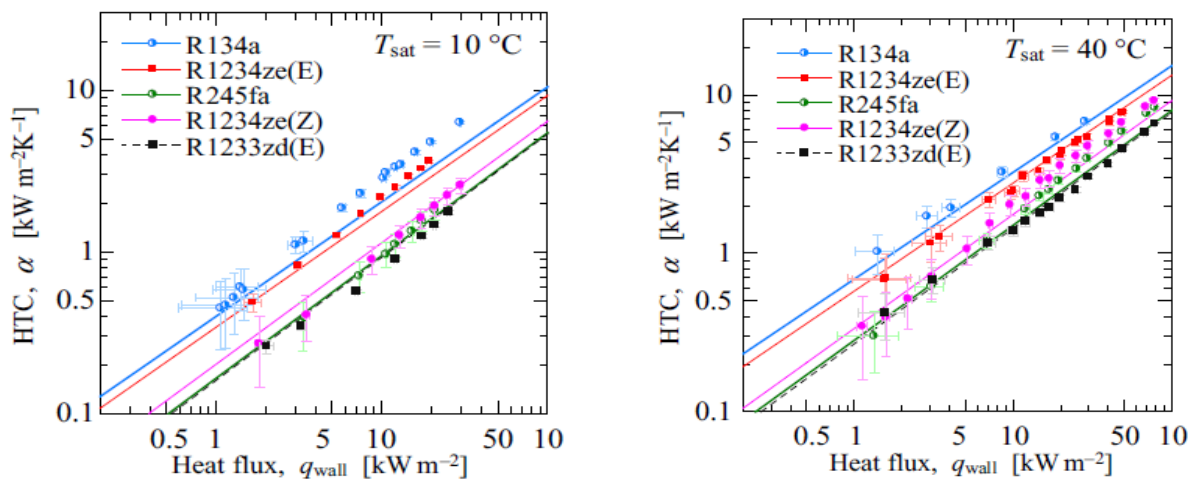 R134a
R1234ze(E)
R245fa
R1234ze(Z)
R1233zd(E)
T_sat = 10 °C
10
5
1
0.5
0.1
HTC, α [kW m⁻²K⁻¹]
0.5 1 5 10 50 10
Heat flux, q_wall [kW m⁻²]
R134a
R1234ze(E)
R245fa
R1234ze(Z)
R1233zd(E)
T_sat = 40 °C
10
5
1
0.5
0.1
HTC, α [kW m⁻²K⁻¹]
0.5 1 5 10 50 10
Heat flux, q_wall [kW m⁻²]